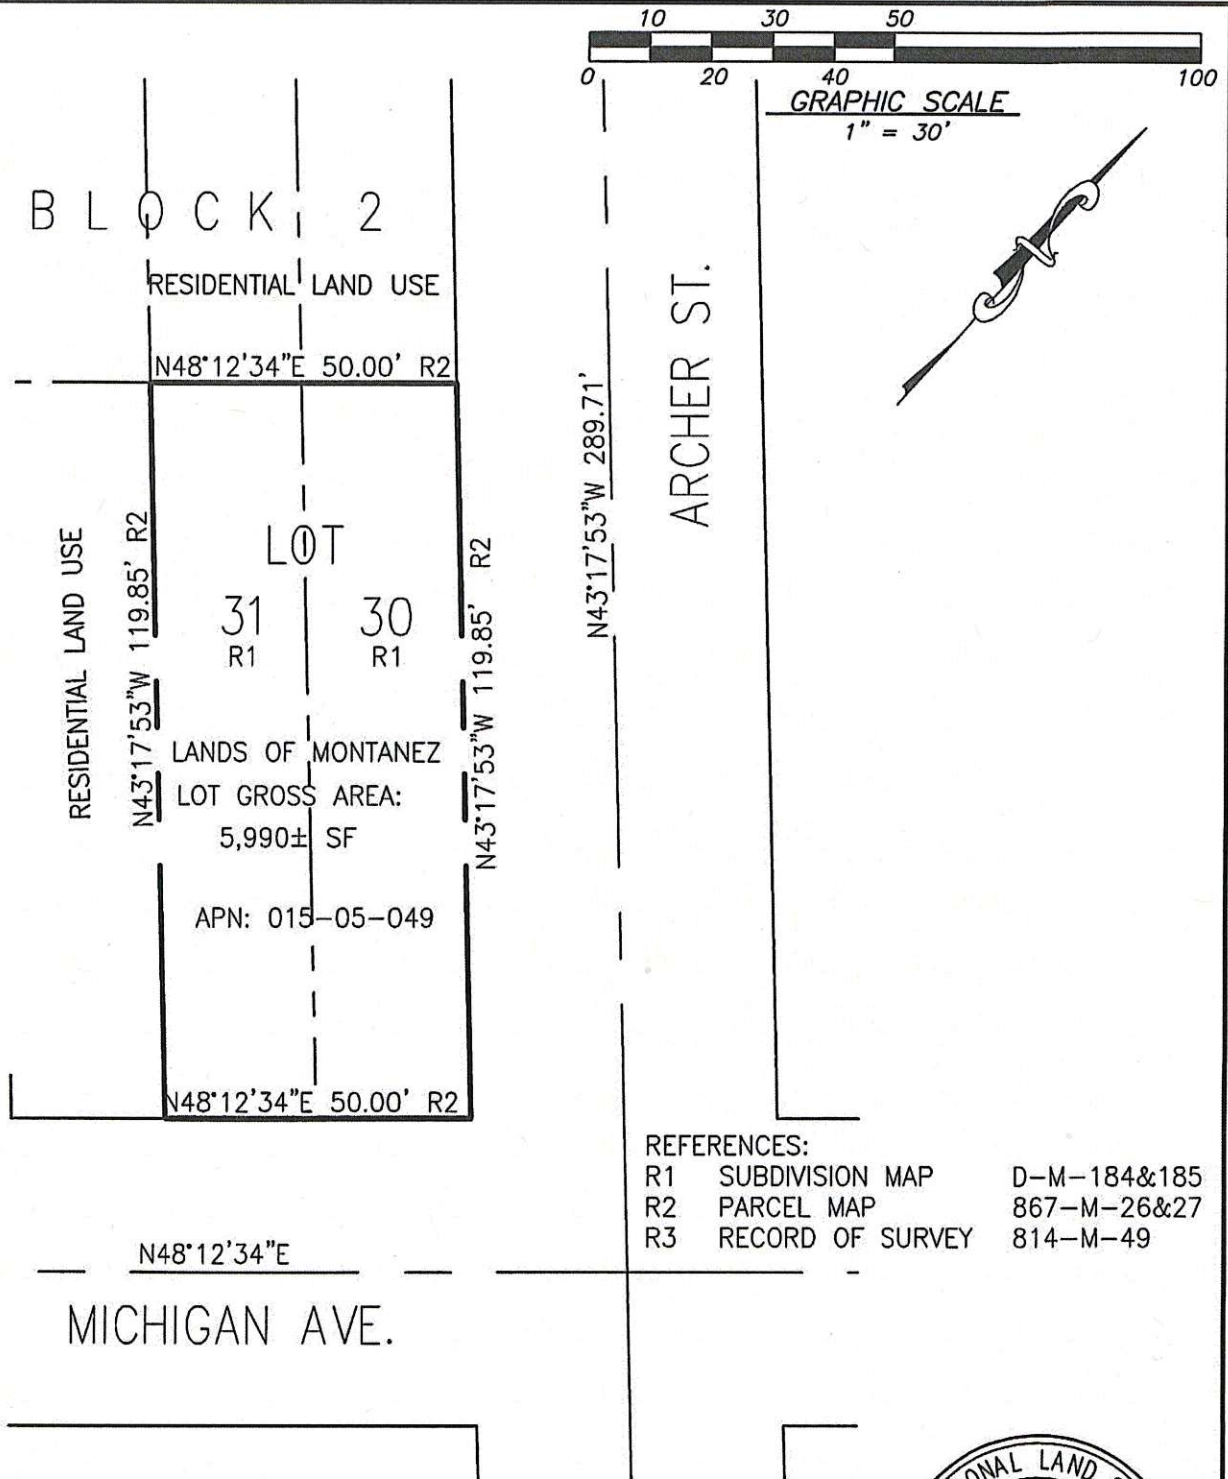 10 30 50
0 20 40 100
GRAPHIC SCALE
1" = 30'
BLOCK 2
RESIDENTIAL LAND USE
N48°12'34"E 50.00' R2
ARCHER ST.
N43°17'53"W 289.71'
RESIDENTIAL LAND USE
N43°17'53"W 119.85' R2
LOT
31 30
R1 R1
N43°17'53"W 119.85' R2
LANDS OF MONTANEZ
LOT GROSS AREA:
5,990± SF
APN: 015-05-049
N48°12'34"E 50.00' R2
REFERENCES:
R1 SUBDIVISION MAP D-M-184&185
R2 PARCEL MAP 867-M-26&27
R3 RECORD OF SURVEY 814-M-49
N48°12'34"E
MICHIGAN AVE.
ONAL LAND